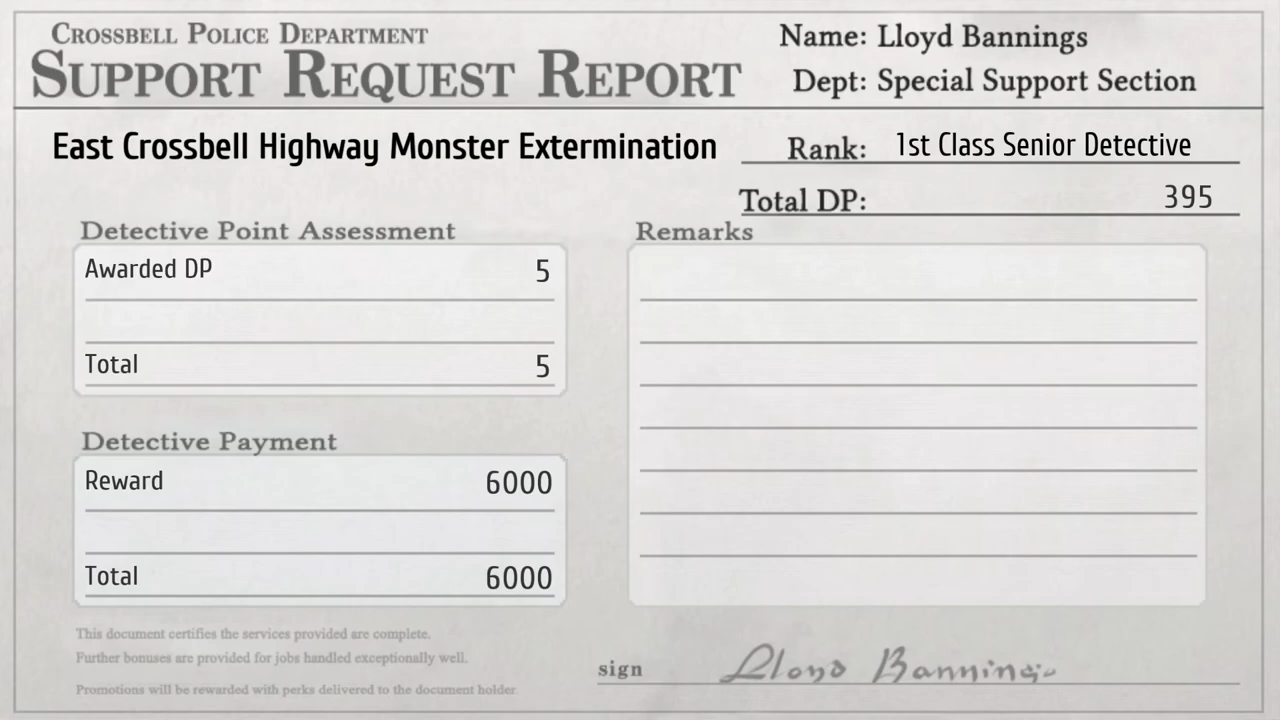 CROSSBELL POLICE DEPARTMENT
SUPPORT REQUEST REPORT
Name: Lloyd Bannings
Dept: Special Support Section
East Crossbell Highway Monster Extermination
Rank: 1st Class Senior Detective
Total DP: 395
Detective Point Assessment
Awarded DP 5
Total 5
Remarks
Detective Payment
Reward 6000
Total 6000
This document certifies the services provided are complete.
Further bonuses are provided for jobs handled exceptionally well.
Promotions will be rewarded with perks delivered to the document holder.
sign Lloyd Bannings